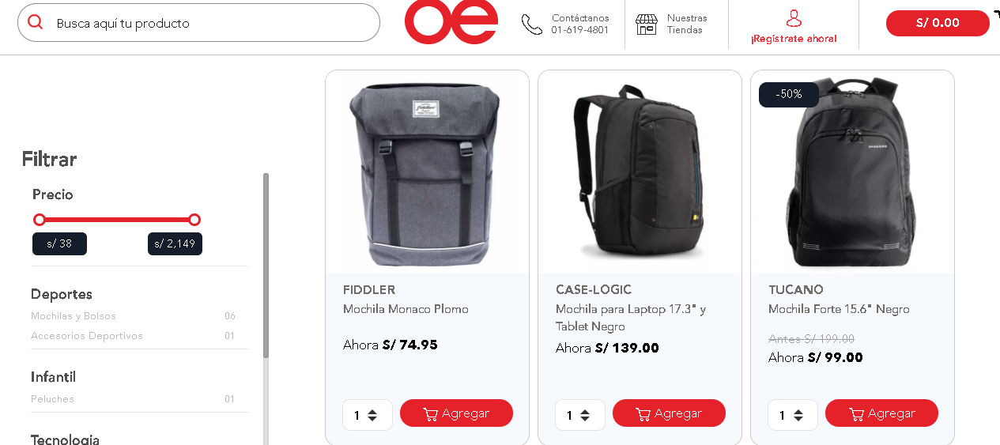 Busca aquí tu producto
oe
Contáctanos
01-619-4801
Nuestras
Tiendas
¡Regístrate ahora!
S/ 0.00
Filtrar
Precio
s/ 38
s/ 2,149
Deportes
Mochilas y Bolsos 06
Accesorios Deportivos 01
Infantil
Peluches 01
Tecnologia
fiddler
FIDDLER
Mochila Monaco Plomo
Ahora S/ 74.95
1
Agregar
CASE-LOGIC
Mochila para Laptop 17.3" y
Tablet Negro
Ahora S/ 139.00
1
Agregar
-50%
TUCANO
TUCANO
Mochila Forte 15.6" Negro
Antes S/ 199.00
Ahora S/ 99.00
1
Agregar